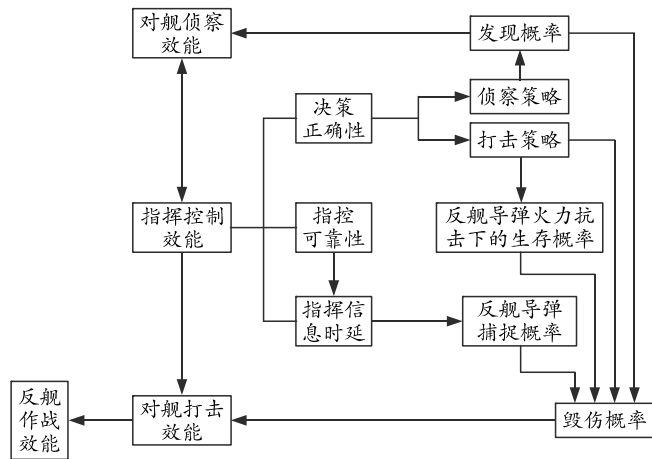 对舰侦察
效能
发现概率
决策
正确性
侦察策略
打击策略
指挥控制
效能
指控
可靠性
反舰导弹火力抗
击下的生存概率
指挥信
息时延
反舰导弹
捕捉概率
反舰
作战
效能
对舰打击
效能
毁伤概率